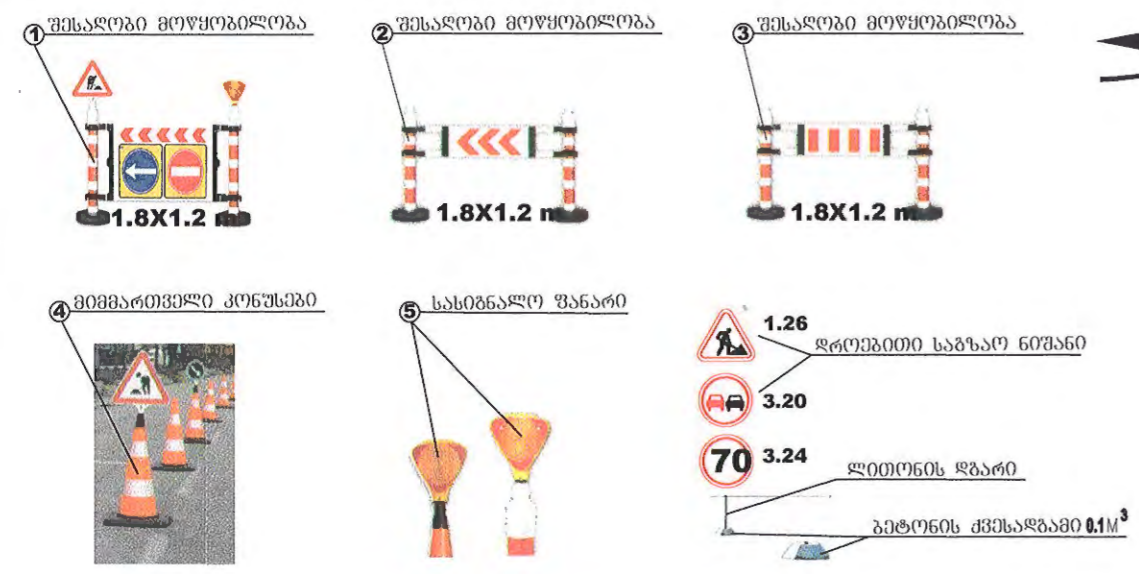 1 შესაღობი მოწყობილობა
1.8X1.2 m
2 შესაღობი მოწყობილობა
1.8X1.2 m
3 შესაღობი მოწყობილობა
1.8X1.2 m
4 მიმმართველი კონუსები
5 სასიგნალო ფანარი
1.26
დროებითი საგზაო ნიშანი
3.20
70 3.24
ლითონის დგარი
ბეტონის ქვესადგამი 0.1M³